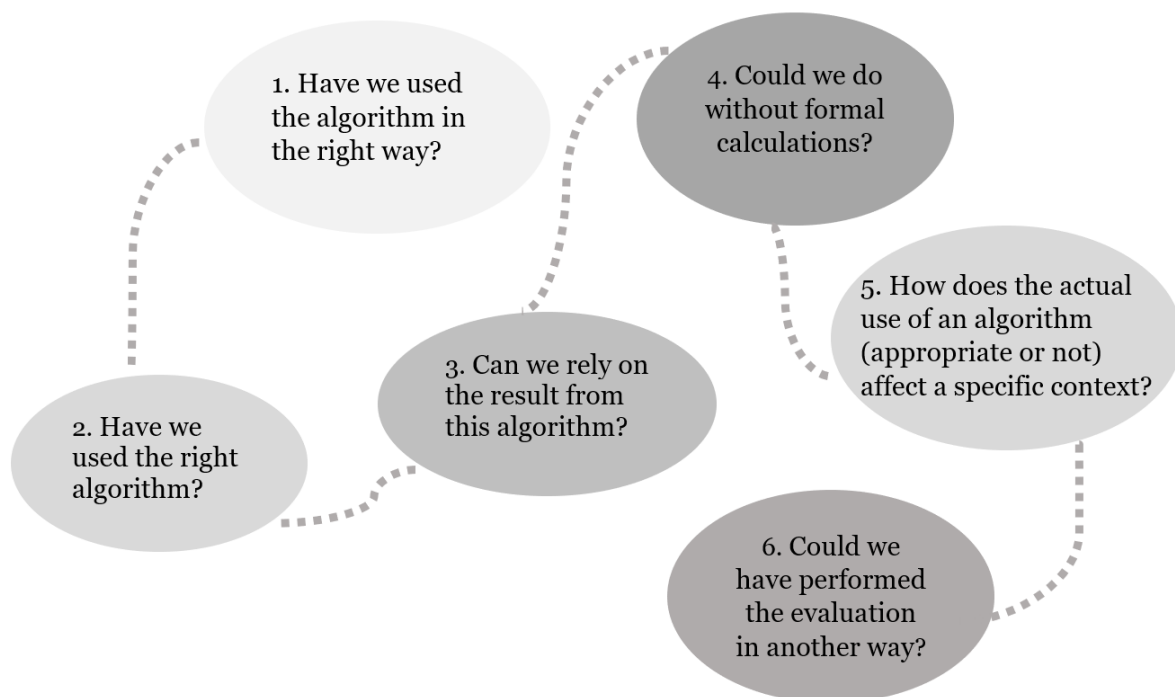 1. Have we used
the algorithm in
the right way?
2. Have we
used the right
algorithm?
3. Can we rely on
the result from
this algorithm?
4. Could we do
without formal
calculations?
5. How does the actual
use of an algorithm
(appropriate or not)
affect a specific context?
6. Could we
have performed
the evaluation
in another way?